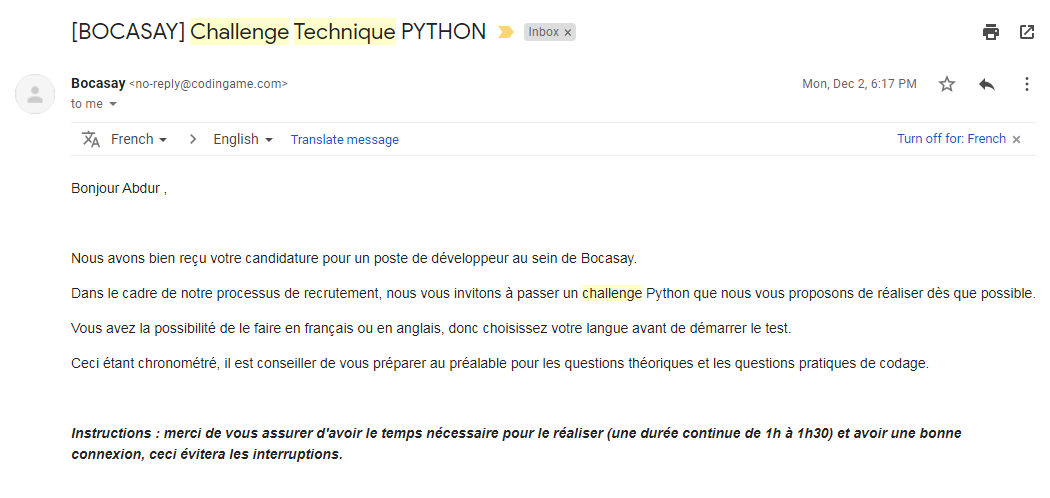 [BOCASAY] Challenge Technique PYTHON Inbox ×
Bocasay <no-reply@codingame.com> Mon, Dec 2, 6:17 PM
to me
French > English Translate message Turn off for: French ×
Bonjour Abdur ,
Nous avons bien reçu votre candidature pour un poste de développeur au sein de Bocasay.
Dans le cadre de notre processus de recrutement, nous vous invitons à passer un challenge Python que nous vous proposons de réaliser dès que possible.
Vous avez la possibilité de le faire en français ou en anglais, donc choisissez votre langue avant de démarrer le test.
Ceci étant chronométré, il est conseiller de vous préparer au préalable pour les questions théoriques et les questions pratiques de codage.
Instructions : merci de vous assurer d'avoir le temps nécessaire pour le réaliser (une durée continue de 1h à 1h30) et avoir une bonne
connexion, ceci évitera les interruptions.